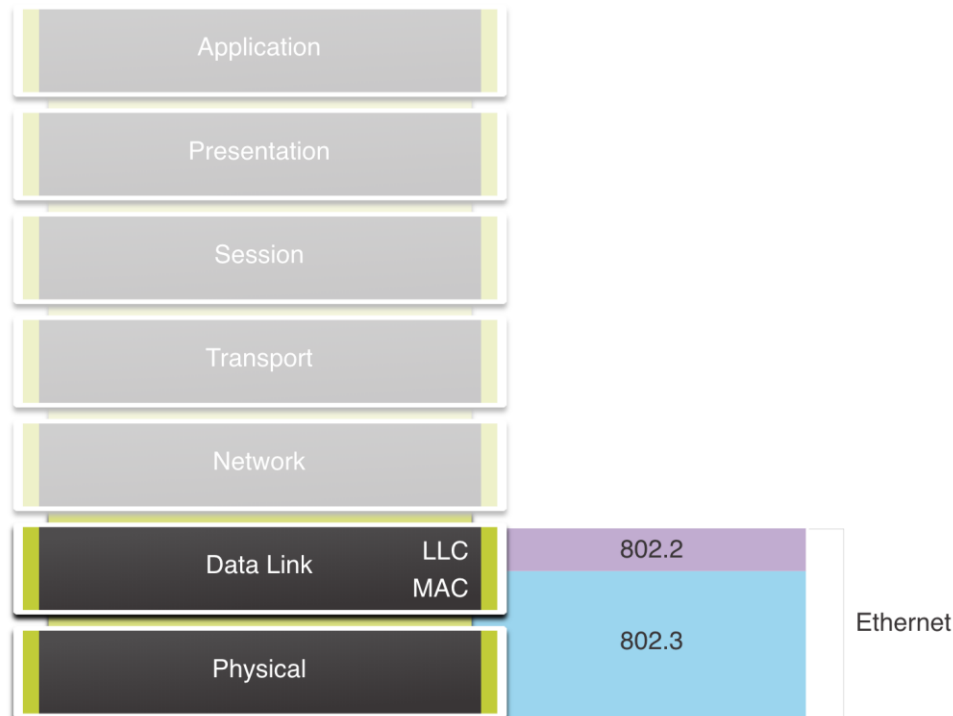 Application
Presentation
Session
Transport
Network
Data Link
LLC
MAC
802.2
802.3
Ethernet
Physical